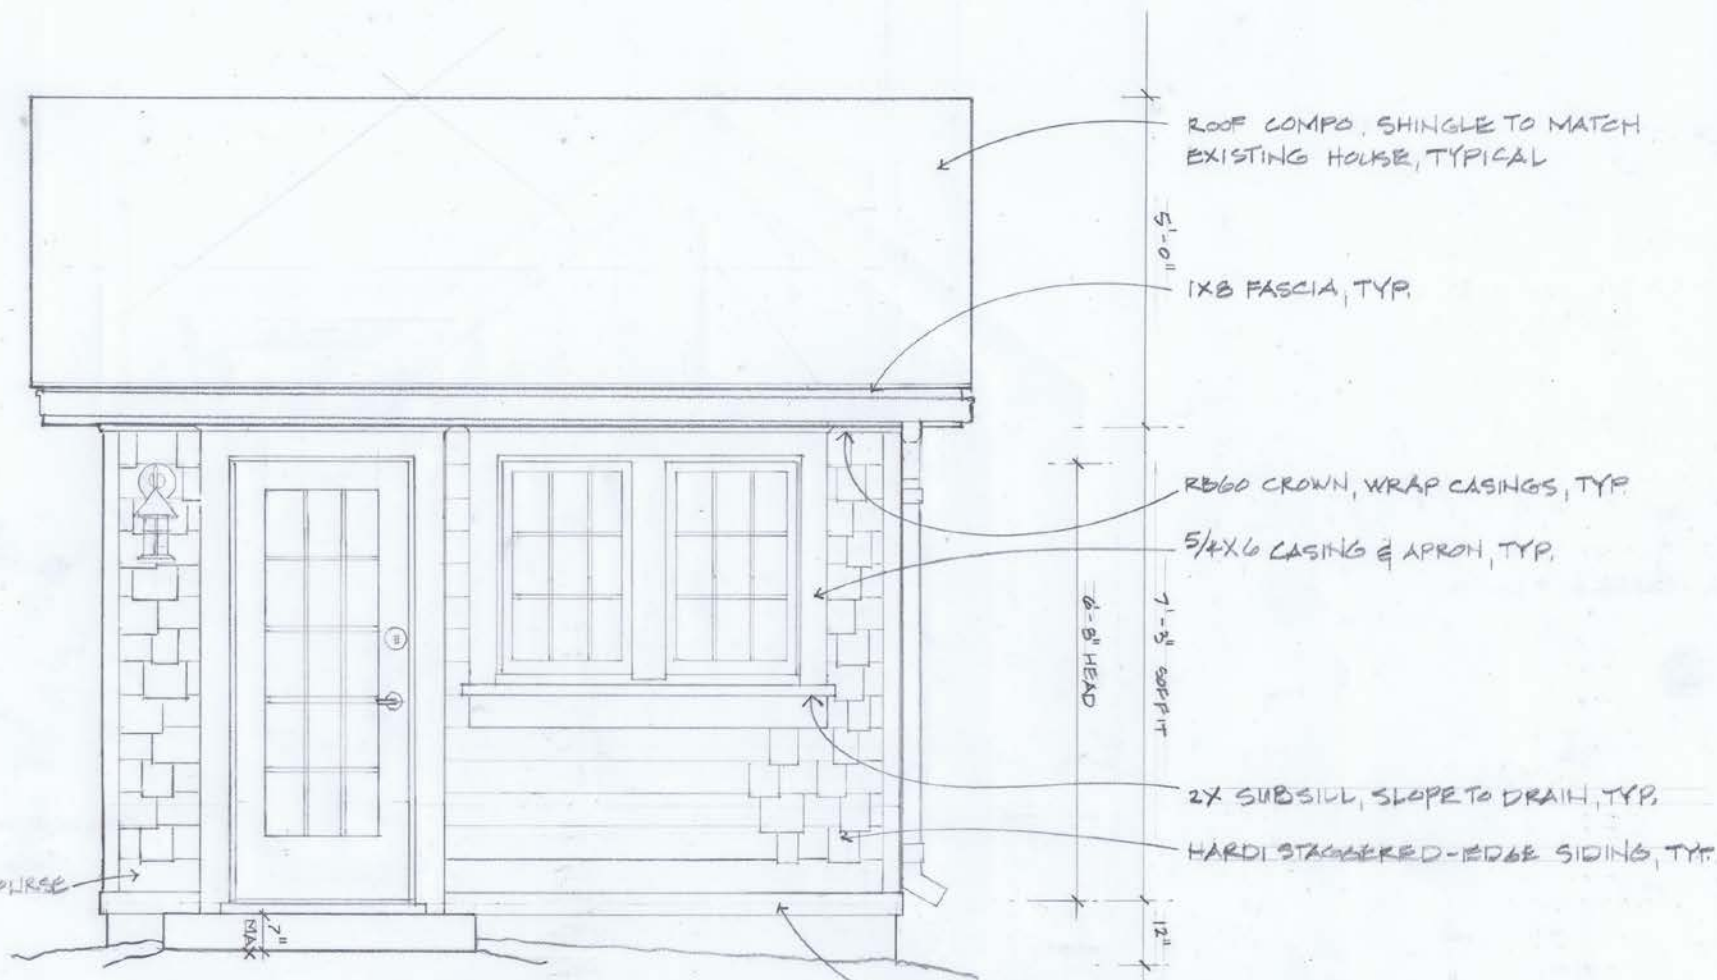 ROOF COMPO. SHINGLE TO MATCH
EXISTING HOUSE, TYPICAL
5'-0"
1X8 FASCIA, TYP.
RB60 CROWN, WRAP CASINGS, TYP.
5/4X6 CASING & APRON, TYP.
6'-8" HEAD
7'-3" SOFFIT
2X SUBSILL, SLOPE TO DRAIN, TYP.
HARDI STAGGERED-EDGE SIDING, TYP.
7"
MAX
12"